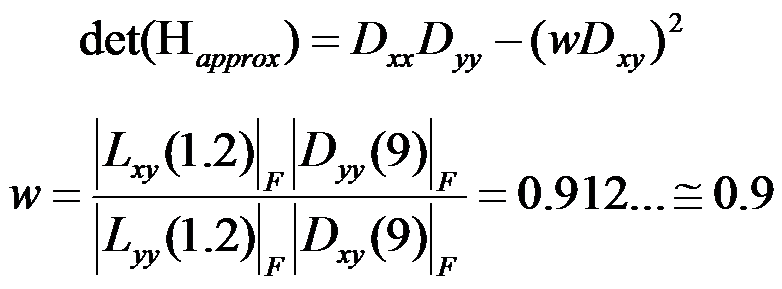 det(H_approx) = D_xx D_yy − (wD_xy)²
w = |L_xy(1.2)|_F |D_yy(9)|_F / |L_yy(1.2)|_F |D_xy(9)|_F = 0.912... ≅ 0.9